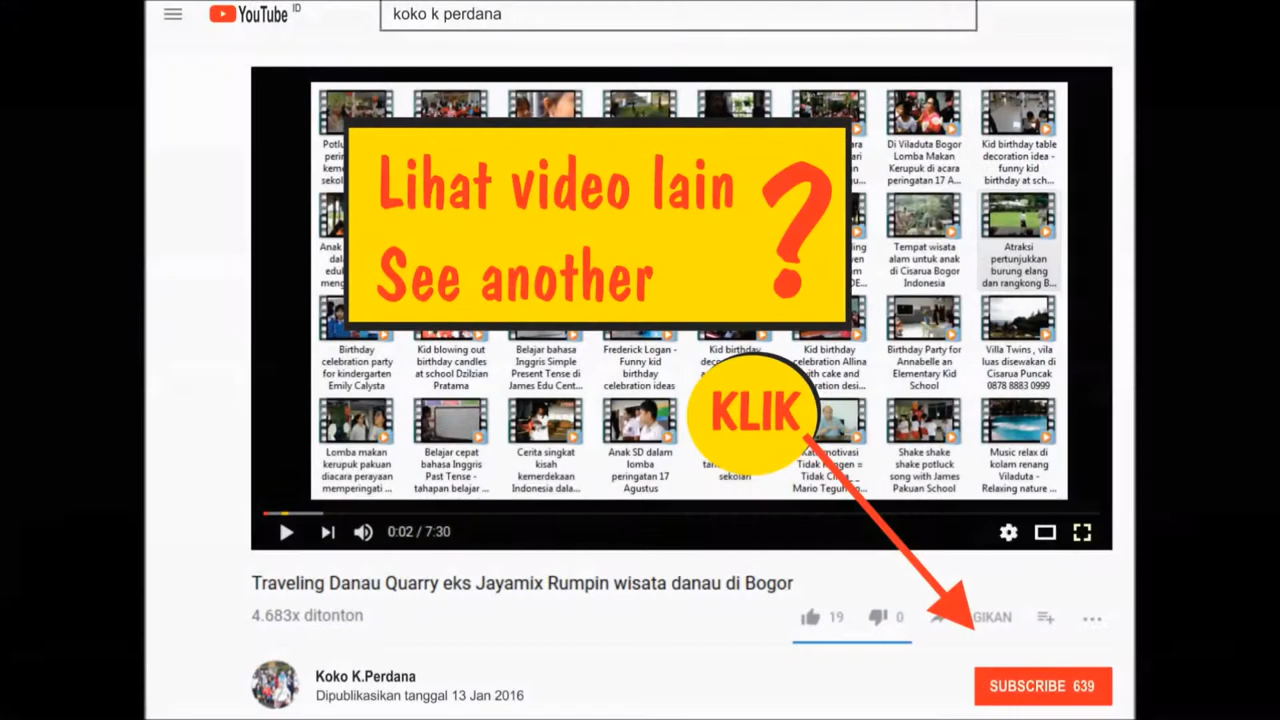 YouTube ID
koko k perdana
Lihat video lain
See another
?
Di Viladuta Bogor
Lomba Makan
Kerupuk di acara
peringatan 17 A...
Kid birthday table
decoration idea -
funny kid
birthday at sch...
Tempat wisata
alam untuk anak
di Cisarua Bogor
Indonesia
Atraksi
pertunjukkan
burung elang
dan rangkong B...
Birthday
celebration party
for kindergarten
Emily Calysta
Kid blowing out
birthday candles
at school Dzilzian
Pratama
Belajar bahasa
Inggris Simple
Present Tense di
James Edu Cent...
Frederick Logan -
Funny kid
birthday
celebration ideas
Kid birthday
Kid birthday
celebration Allina
with cake and
Birthday Party for
Annabelle an
Elementary Kid
School
Villa Twins , vila
luas disewakan di
Cisarua Puncak
0878 8883 0999
KLIK
Lomba makan
kerupuk pakuan
diacara perayaan
memperingati ...
Belajar cepat
bahasa Inggris
Past Tense -
tahapan belajar ...
Cerita singkat
kisah
kemerdekaan
Indonesia dala...
Anak SD dalam
lomba
peringatan 17
Agustus
sekolah
motivasi
Tidak
Tidak
Mario
Shake shake
shake potluck
song with James
Pakuan School
Music relax di
kolam renang
Viladuta -
Relaxing nature ...
0:02 / 7:30
Traveling Danau Quarry eks Jayamix Rumpin wisata danau di Bogor
4.683x ditonton
19 0 GIKAN
Koko K.Perdana
Dipublikasikan tanggal 13 Jan 2016
SUBSCRIBE 639